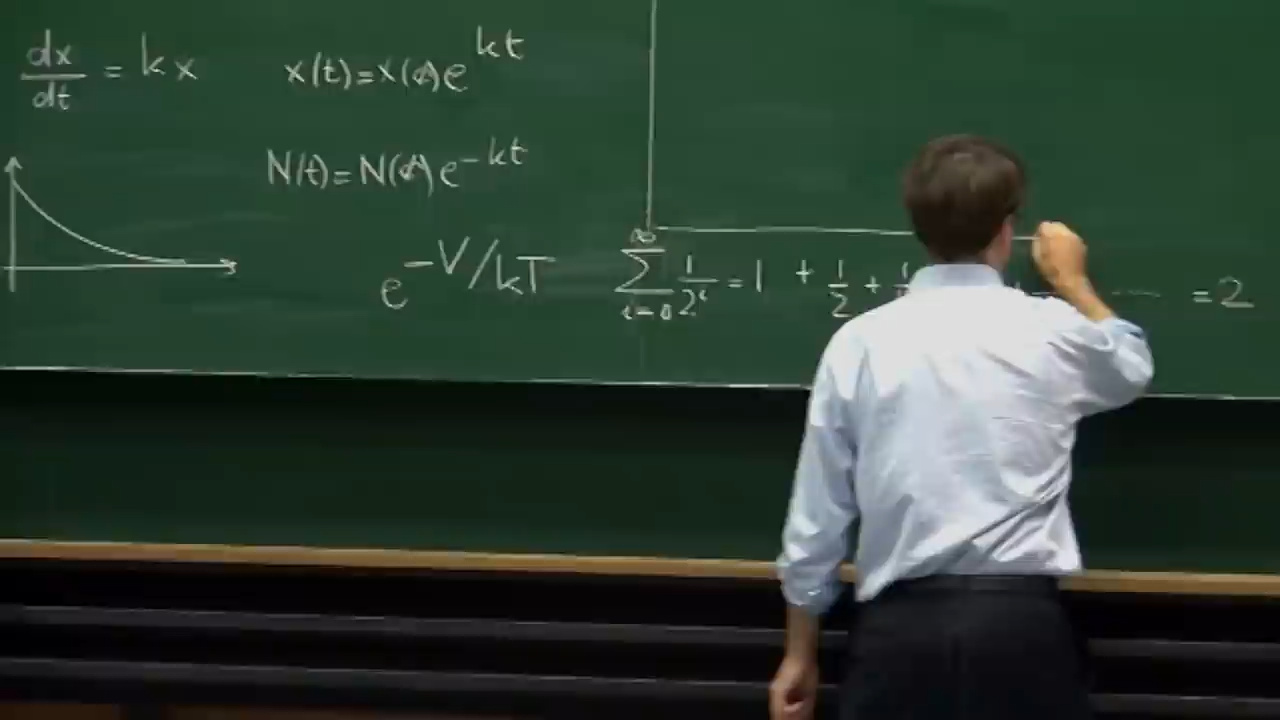 dx/dt = kx
x(t)=x(0)e^kt
N(t)=N(0)e^-kt
e^-V/kT
∞ Σ i=0 1/2^i = 1 + 1/2 + ... = 2